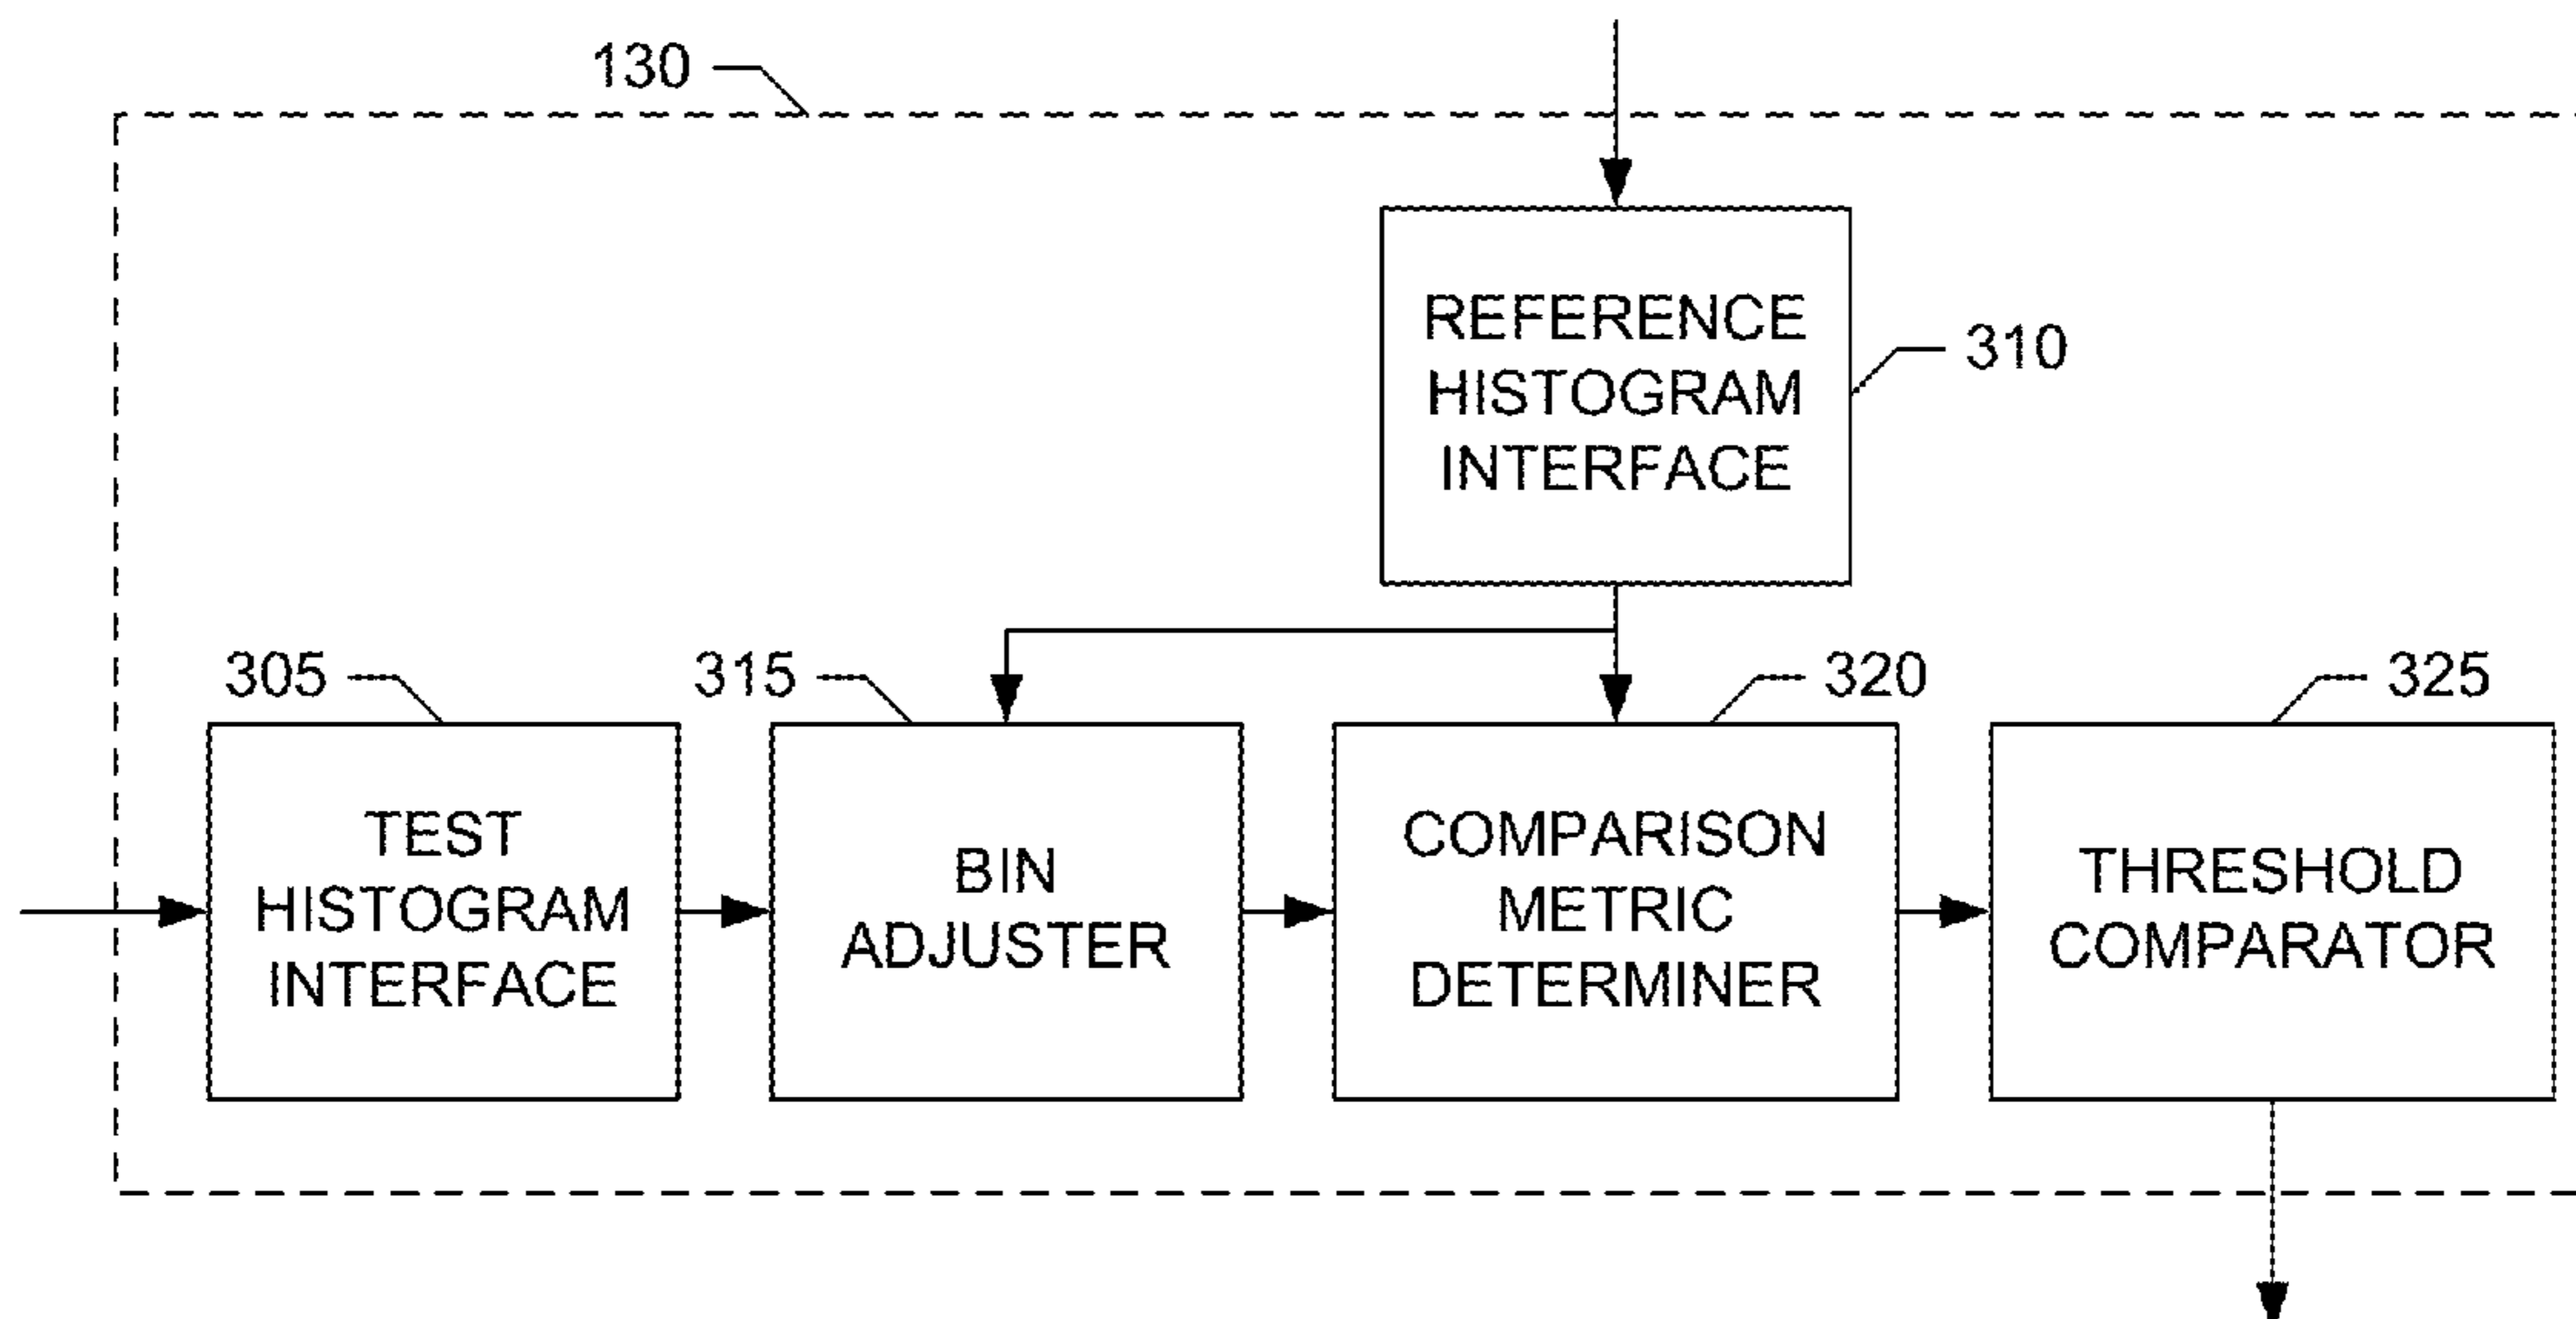 130
REFERENCE
HISTOGRAM
INTERFACE
310
305
315
320
325
TEST
HISTOGRAM
INTERFACE
BIN
ADJUSTER
COMPARISON
METRIC
DETERMINER
THRESHOLD
COMPARATOR